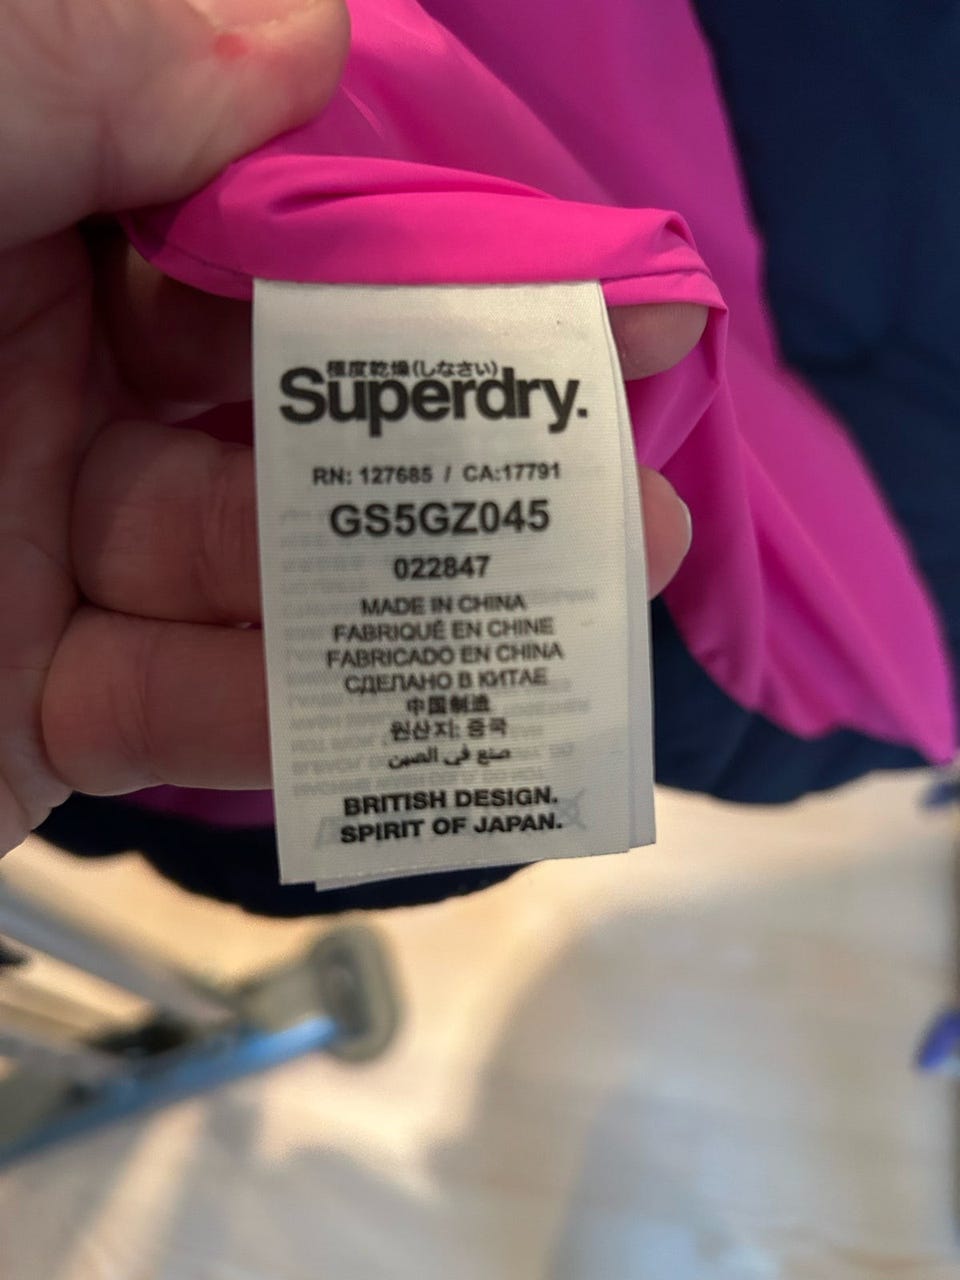 極度乾燥(しなさい)
Superdry.
RN: 127685 / CA:17791
GS5GZ045
022847
MADE IN CHINA
FABRIQUÉ EN CHINE
FABRICADO EN CHINA
СДЕЛАНО В КИТАЕ
中国制造
원산지: 중국
صنع في الصين
BRITISH DESIGN.
SPIRIT OF JAPAN.